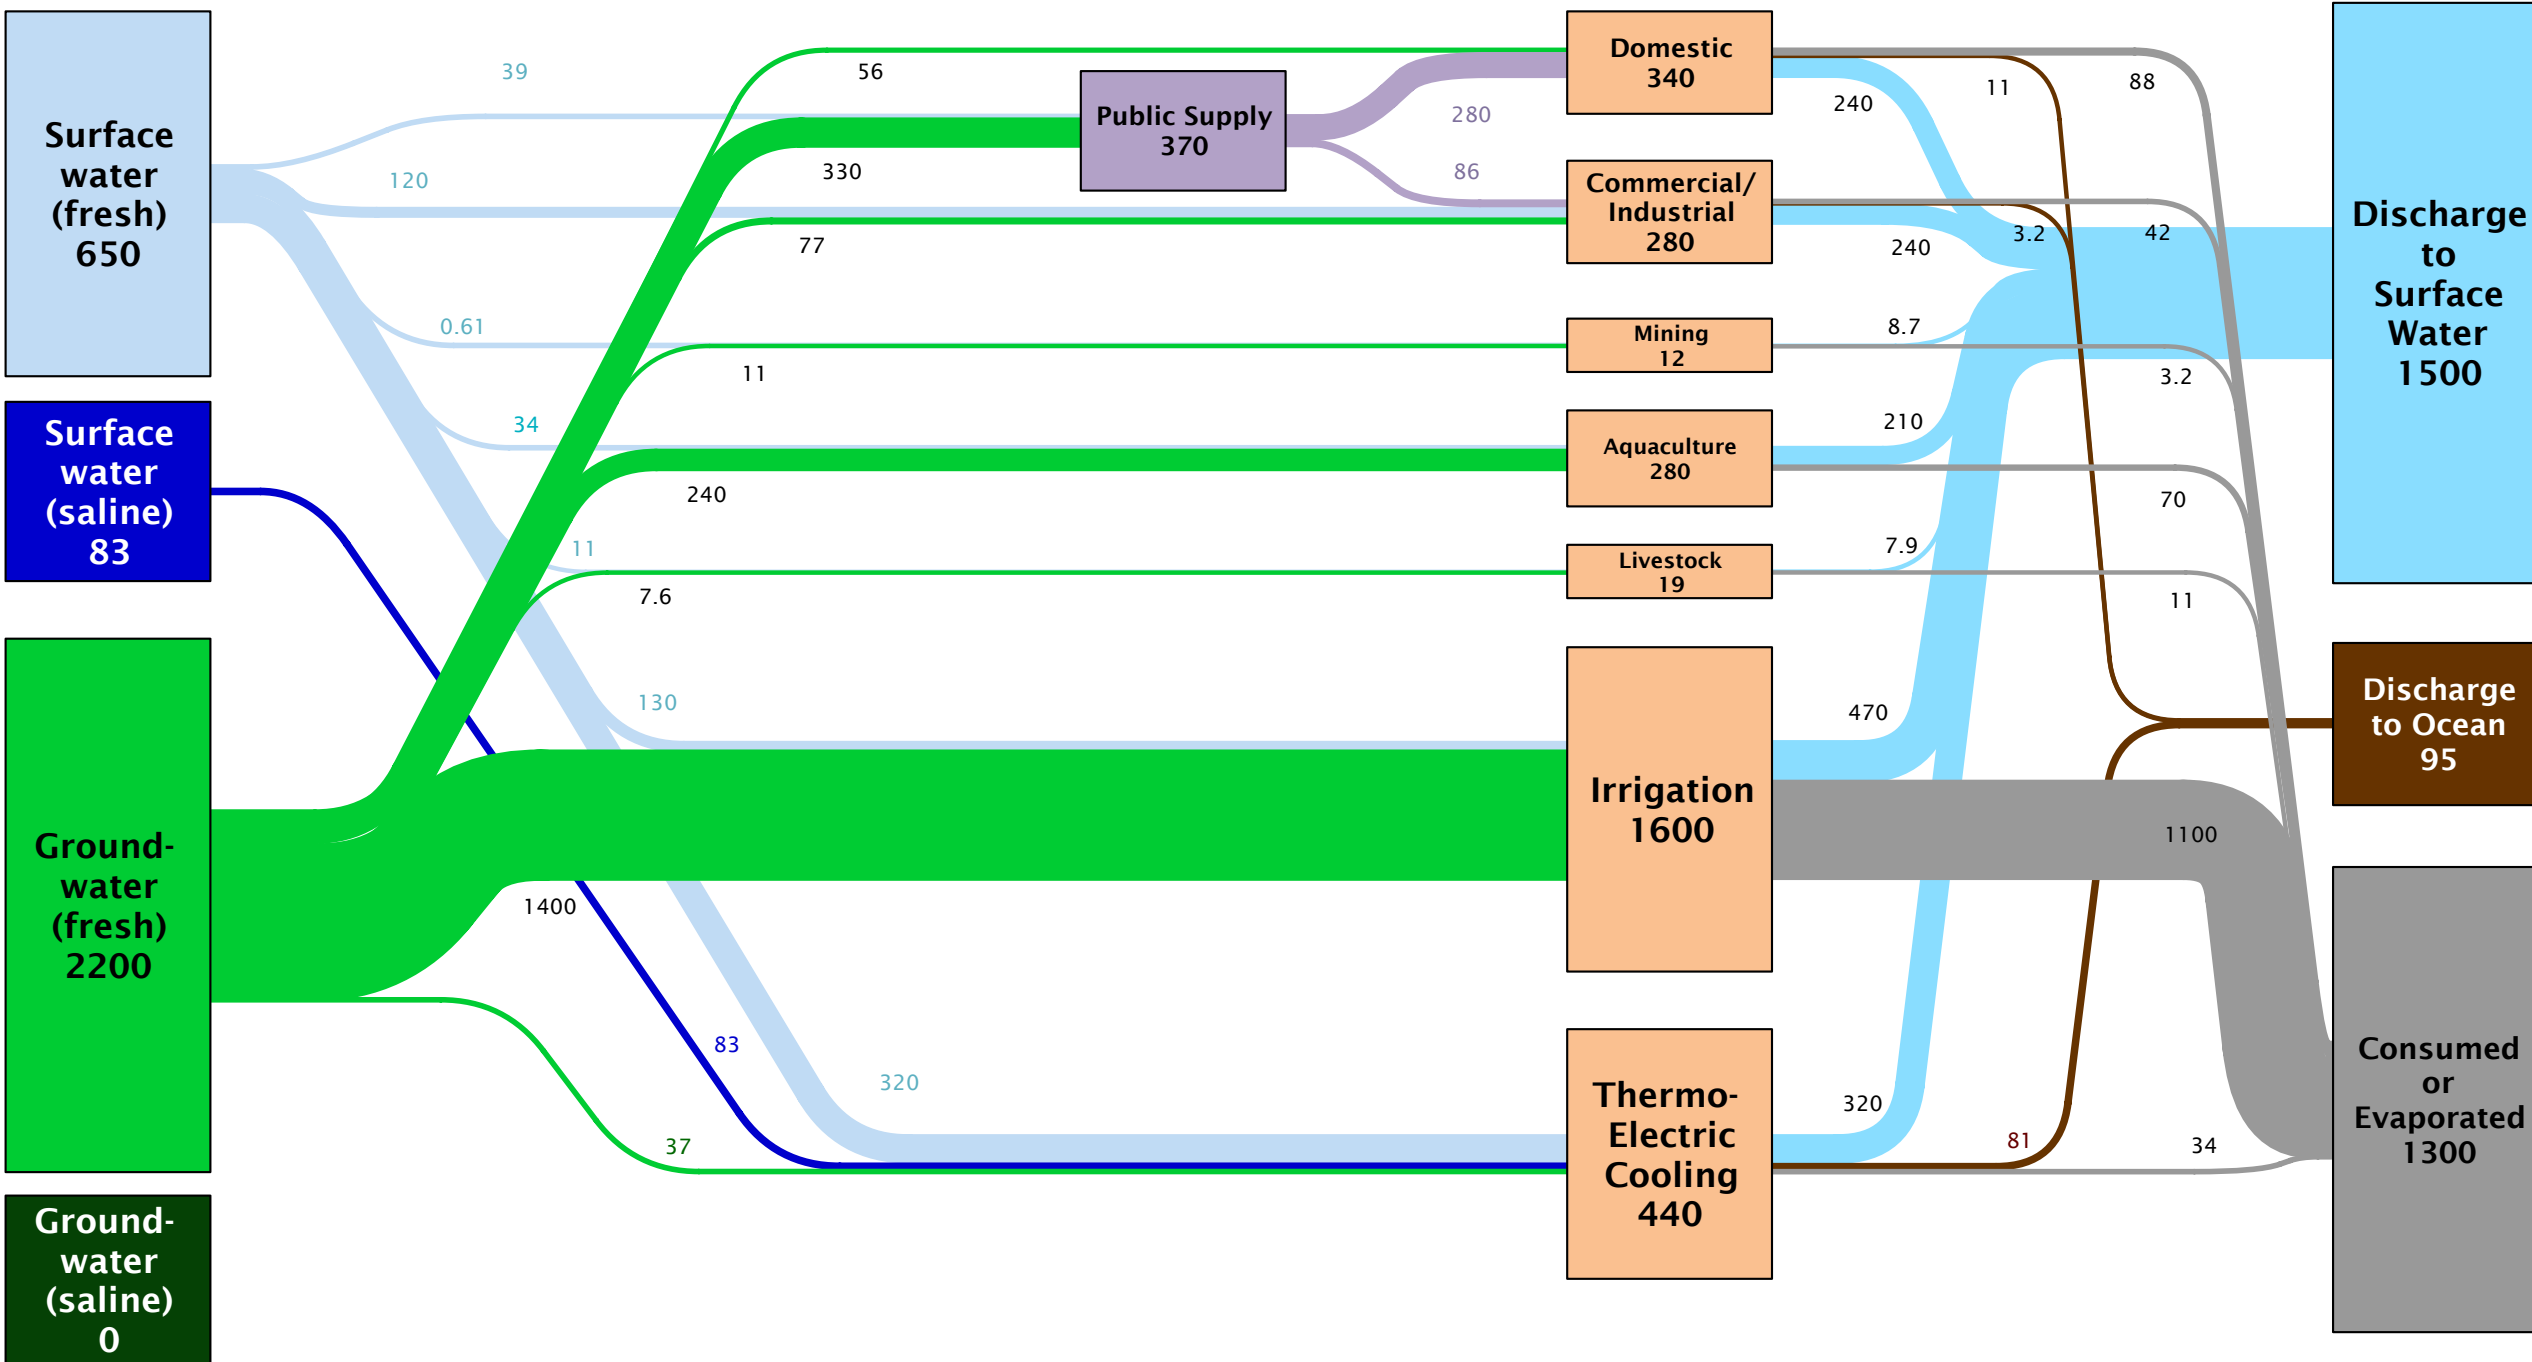 Surface
water
(fresh)
650
Surface
water
(saline)
83
Ground-
water
(fresh)
2200
Ground-
water
(saline)
0
39
120
0.61
34
11
130
320
83
37
56
330
77
11
240
7.6
1400
Public Supply
370
280
86
Domestic
340
Commercial/
Industrial
280
Mining
12
Aquaculture
280
Livestock
19
Irrigation
1600
Thermo-
Electric
Cooling
440
240
11
88
240
3.2
42
8.7
3.2
210
70
7.9
11
470
1100
320
81
34
Discharge
to
Surface
Water
1500
Discharge
to Ocean
95
Consumed
or
Evaporated
1300